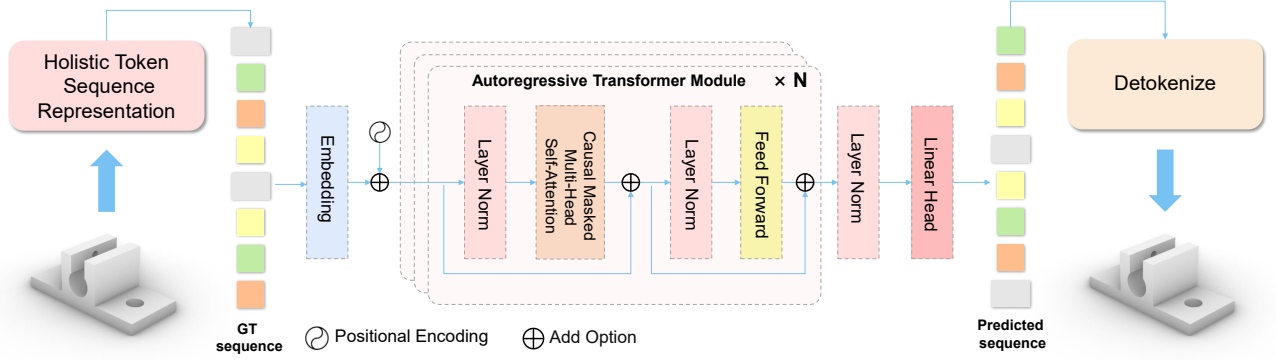 Holistic Token
Sequence
Representation
GT
sequence
Embedding
Positional Encoding
Add Option
Autoregressive Transformer Module × N
Layer Norm
Causal Masked
Multi-Head
Self-Attention
Layer Norm
Feed Forward
Layer Norm
Linear Head
Predicted
sequence
Detokenize